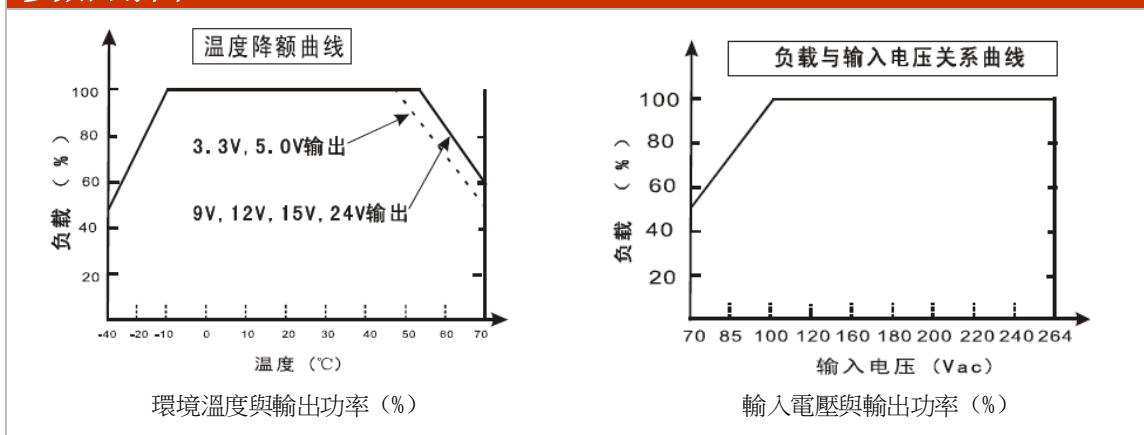 温度降额曲线
100
80
60
40
20
负载（%）
3.3V,5.0V输出
9V,12V,15V,24V输出
-40 -20 -10 0 10 20 30 40 50 60 70
温度（℃）
環境溫度與輸出功率（%）
负载与输入电压关系曲线
100
80
60
40
20
负载（%）
70 85 100 120 160 160 180 200 220 240 264
输入电压（Vac）
輸入電壓與輸出功率（%）